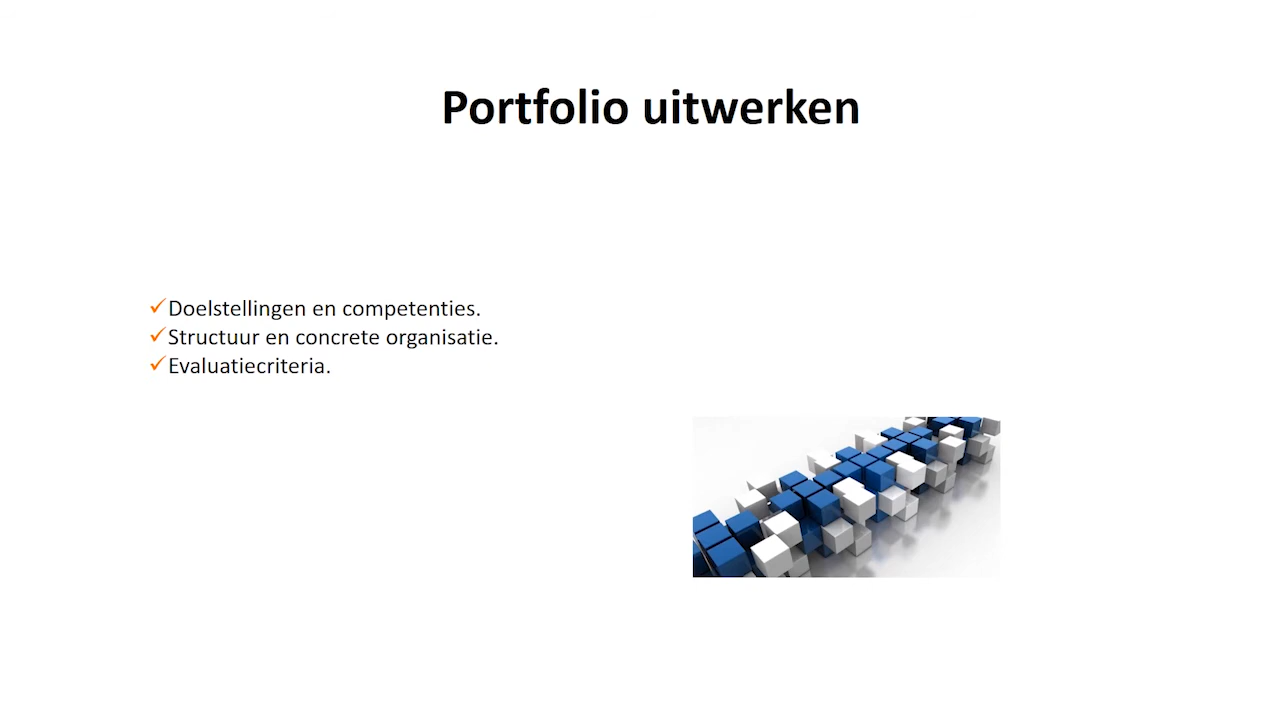 Portfolio uitwerken
✓Doelstellingen en competenties.
✓Structuur en concrete organisatie.
✓Evaluatiecriteria.